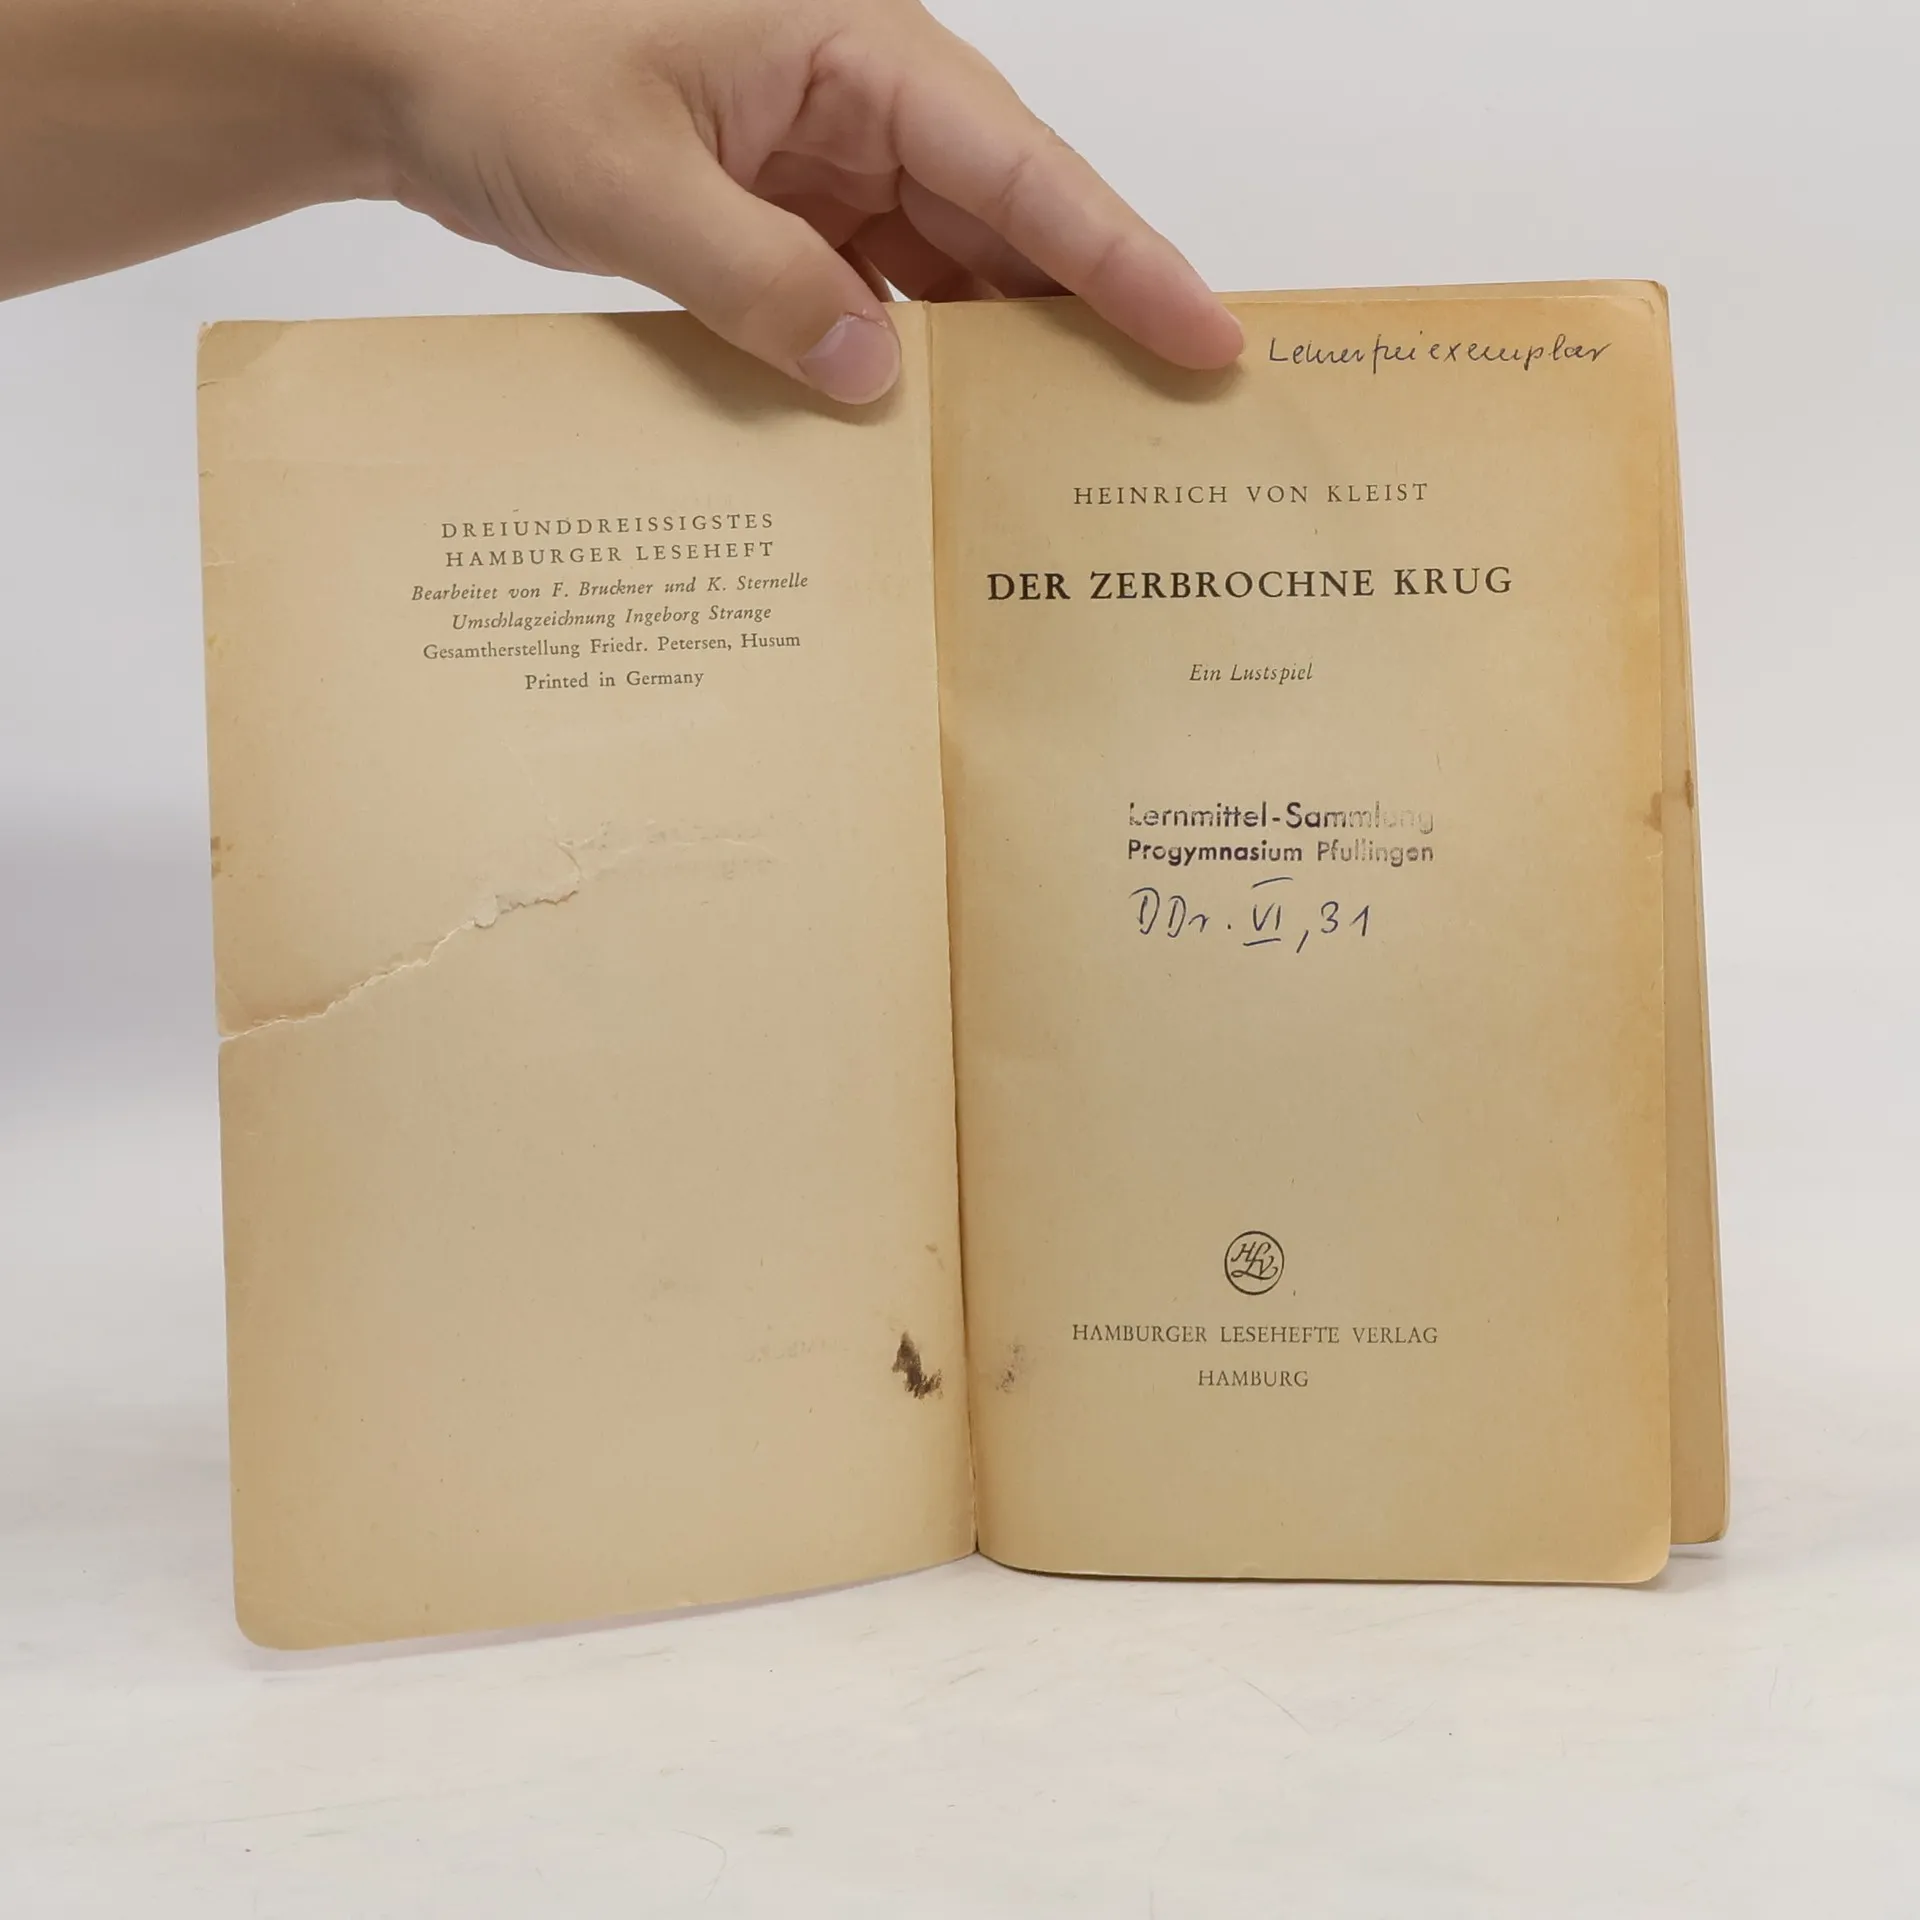 DREIUNDDREISSIGSTES
HAMBURGER LESEHEFT
Bearbeitet von F. Bruckner und K. Sternelle
Umschlagzeichnung Ingeborg Strange
Gesamtherstellung Friedr. Petersen, Husum
Printed in Germany
Lehrerfreiexemplar
HEINRICH VON KLEIST
DER ZERBROCHNE KRUG
Ein Lustspiel
Lernmittel-Sammlung
Progymnasium Pfullingen
DDr. VI, 31
HLV
HAMBURGER LESEHEFTE VERLAG
HAMBURG